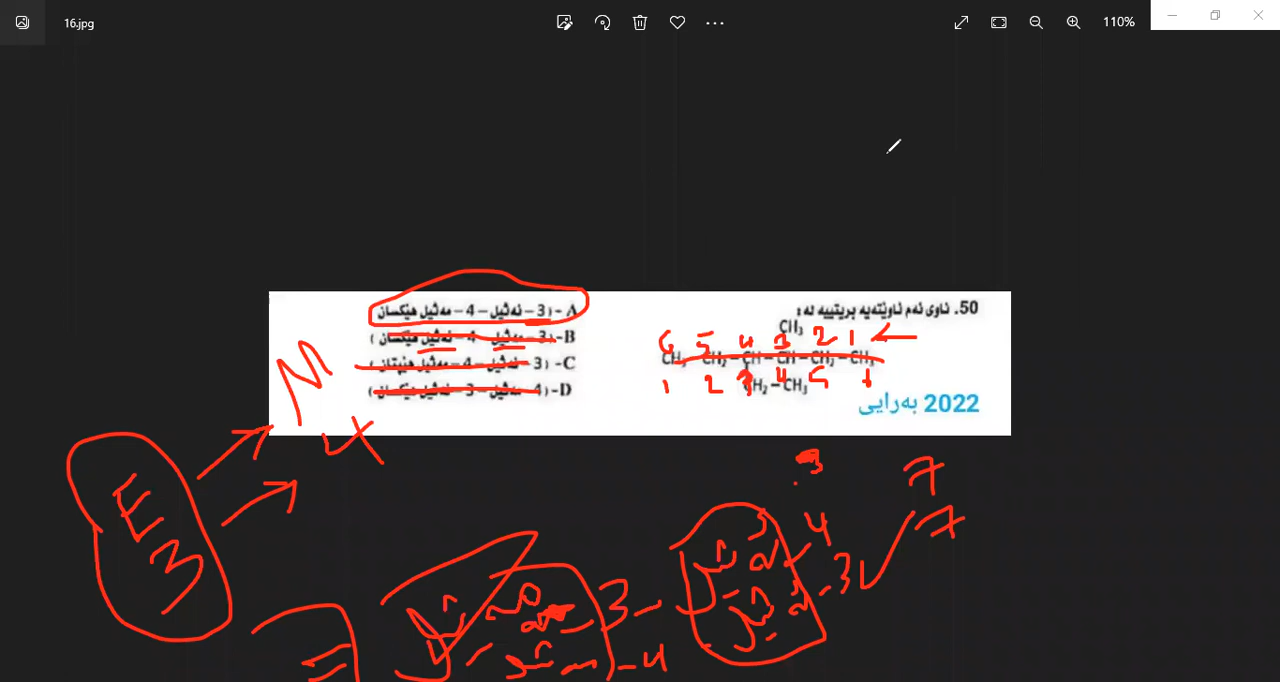 16.jpg
110%
50. ناوی ئەم ئاوێتەیە بریتییە لە:
A- (3 – ئەثیل – 4 – مەثیل هێکسان)
B- (3 – مەثیل – 4 – ئەثیل هێکسان)
C- (3 – ئەثیل – 4 – مەثیل هێپتان)
D- (4 – مەثیل – 3 – ئەثیل هێکسان)
CH₃
6 5 4 3 2 1
CH₃ – CH₂ – CH – CH – CH₂ – CH₃
1 2 3 4 5 6
CH₂ – CH₃
2022 بەرایی
M
4
E
3
3
7
4
7
3
3
4